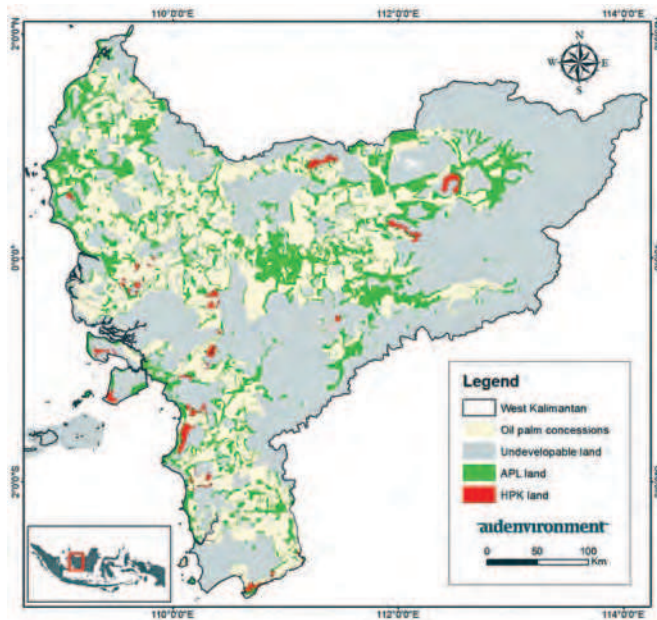 110°0'0"E 112°0'0"E 114°0'0"E
2°0'0"N
N
W E
S
0°0'0"
2°0'0"S
Legend
West Kalimantan
Oil palm concessions
Undevelopable land
APL land
HPK land
aidenvironment
0 50 100
Km
110°0'0"E 112°0'0"E 114°0'0"E